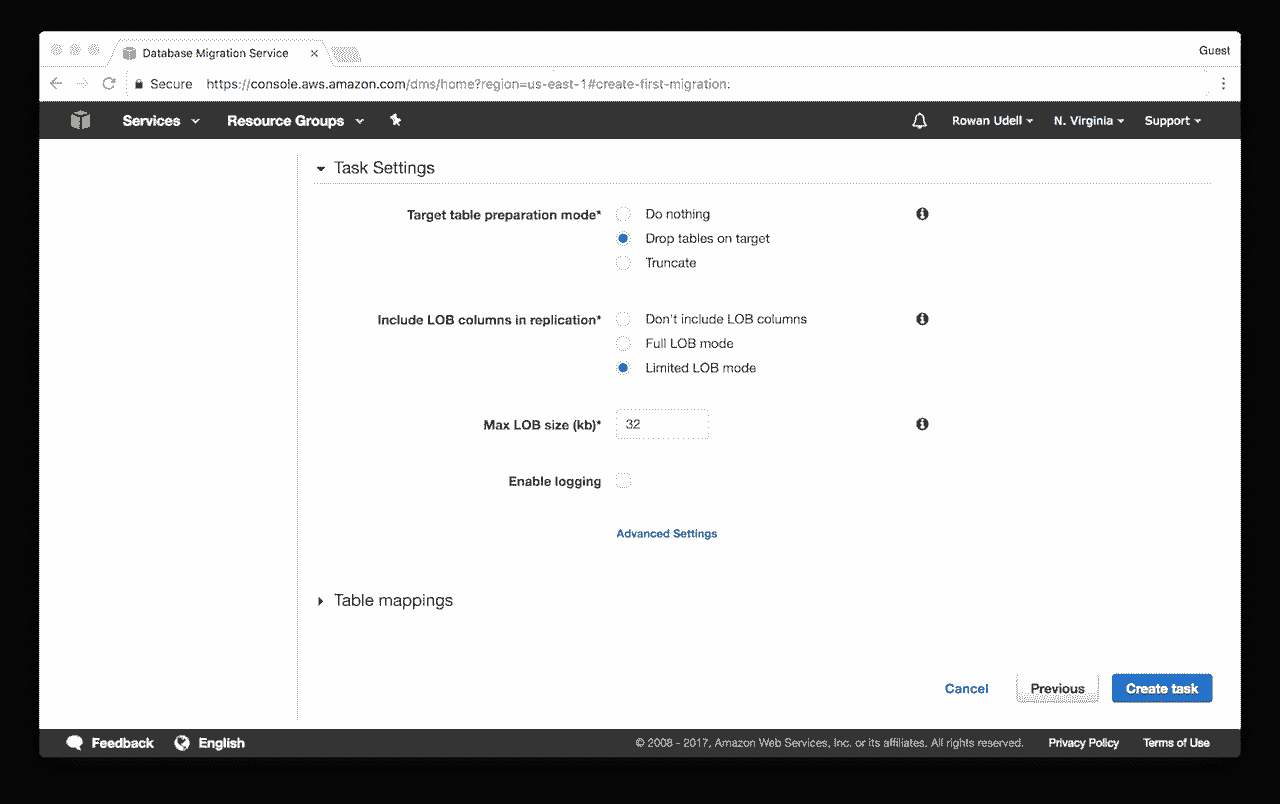 Database Migration Service
Guest
Secure https://console.aws.amazon.com/dms/home?region=us-east-1#create-first-migration:
Services Resource Groups Rowan Udell N. Virginia Support
Task Settings
Target table preparation mode* Do nothing
Drop tables on target
Truncate
Include LOB columns in replication* Don't include LOB columns
Full LOB mode
Limited LOB mode
Max LOB size (kb)* 32
Enable logging
Advanced Settings
Table mappings
Cancel Previous Create task
Feedback English © 2008 - 2017, Amazon Web Services, Inc. or its affiliates. All rights reserved. Privacy Policy Terms of Use